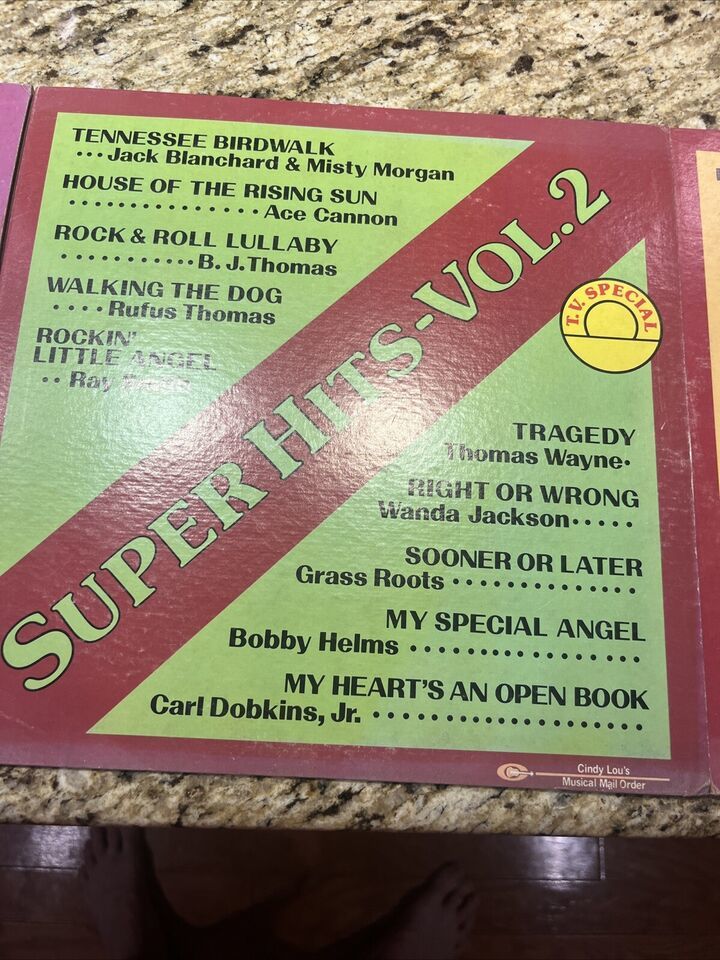 TENNESSEE BIRDWALK
...Jack Blanchard & Misty Morgan
HOUSE OF THE RISING SUN
...............Ace Cannon
ROCK & ROLL LULLABY
...........B.J.Thomas
WALKING THE DOG
....Rufus Thomas
ROCKIN'
LITTLE ANGEL
..Ray
SUPER HITS-VOL.2
T.V. SPECIAL
TRAGEDY
Thomas Wayne.
RIGHT OR WRONG
Wanda Jackson.....
SOONER OR LATER
Grass Roots..............
MY SPECIAL ANGEL
Bobby Helms..................
MY HEART'S AN OPEN BOOK
Carl Dobkins, Jr. ...................
Cindy Lou's
Musical Mail Order